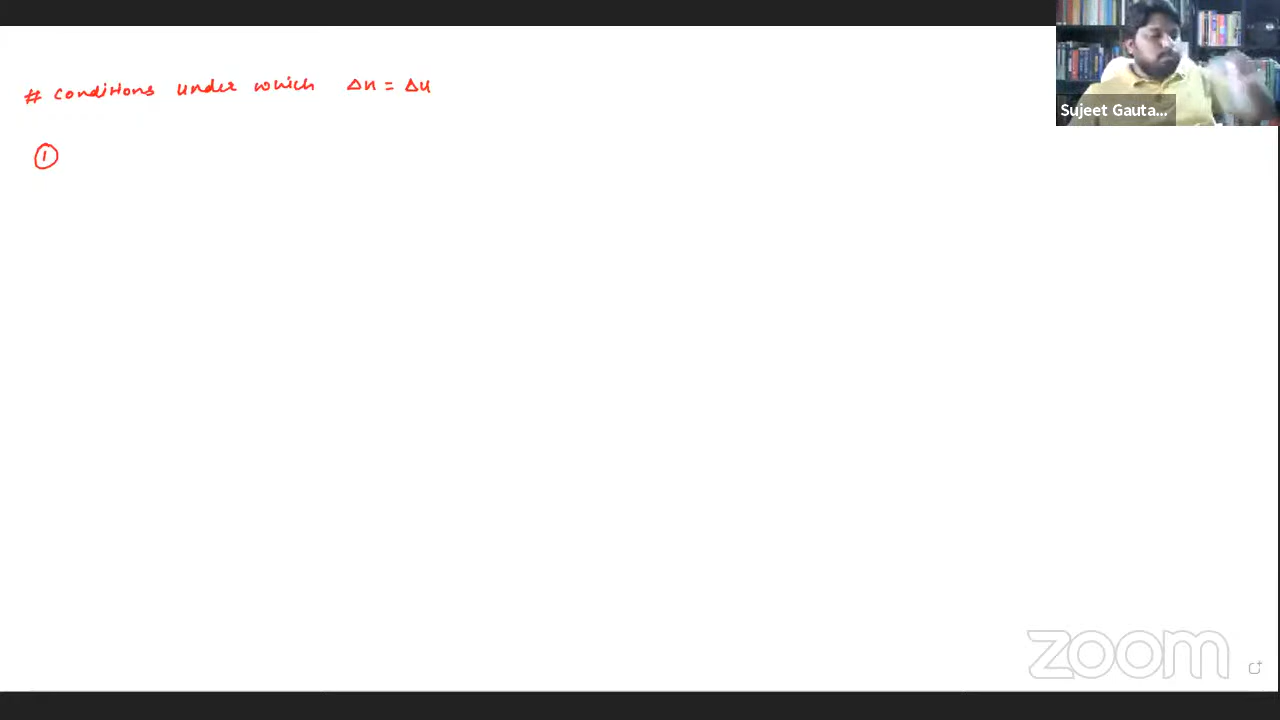 # Conditions under which ΔH = ΔU
①
Sujeet Gauta...
zoom